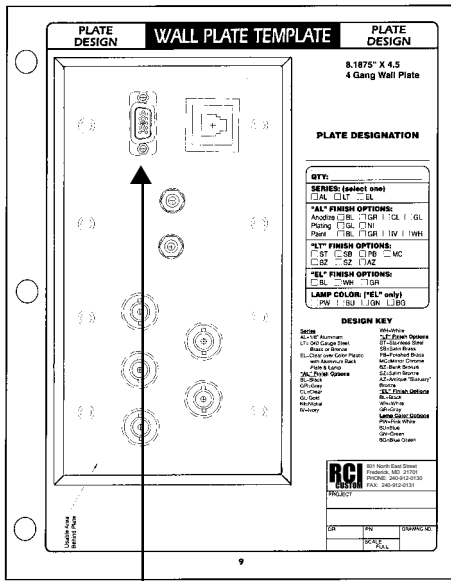 PLATE DESIGN
WALL PLATE TEMPLATE
PLATE DESIGN
8.1875" X 4.5
4 Gang Wall Plate
PLATE DESIGNATION
QTY:
SERIES: (select one)
AL LT EL
"AL" FINISH OPTIONS:
Anodize BL GR CL GL
Plating GL NI
Paint BL GR IV WH
"LT" FINISH OPTIONS:
ST SB PB MC
BZ SZ AZ
"EL" FINISH OPTIONS:
BL WH GR
LAMP COLOR: ("EL" only)
PW BU GN BG
DESIGN KEY
Series
AL=1/8" Aluminum
LT=.040 Gauge Steel
Brass or Bronze
EL=Clear over Color Plastic
with Aluminum Back
Plate & Lamp
"AL" Finish Options
BL=Black
GR=Gray
CL=Clear
GL=Gold
NI=Nickel
IV=Ivory
WH=White
"LT" Finish Options
ST=Stainless Steel
SB=Satin Brass
PB=Polished Brass
MC=Mirror Chrome
BZ=Dark Bronze
SZ=Satin Bronze
AZ=Antique "Statuary"
Bronze
"EL" Finish Options
BL=Black
WH=White
GR=Gray
Lamp Color Options
PW=Pink White
BU=Blue
GN=Green
BG=Blue Green
RCI CUSTOM
801 North East Street
Frederick, MD 21701
PHONE: 240-912-0130
FAX: 240-912-0131
PROJECT
DR PN DRAWING NO.
SCALE
FULL
Usable Area
Behind Plate
9